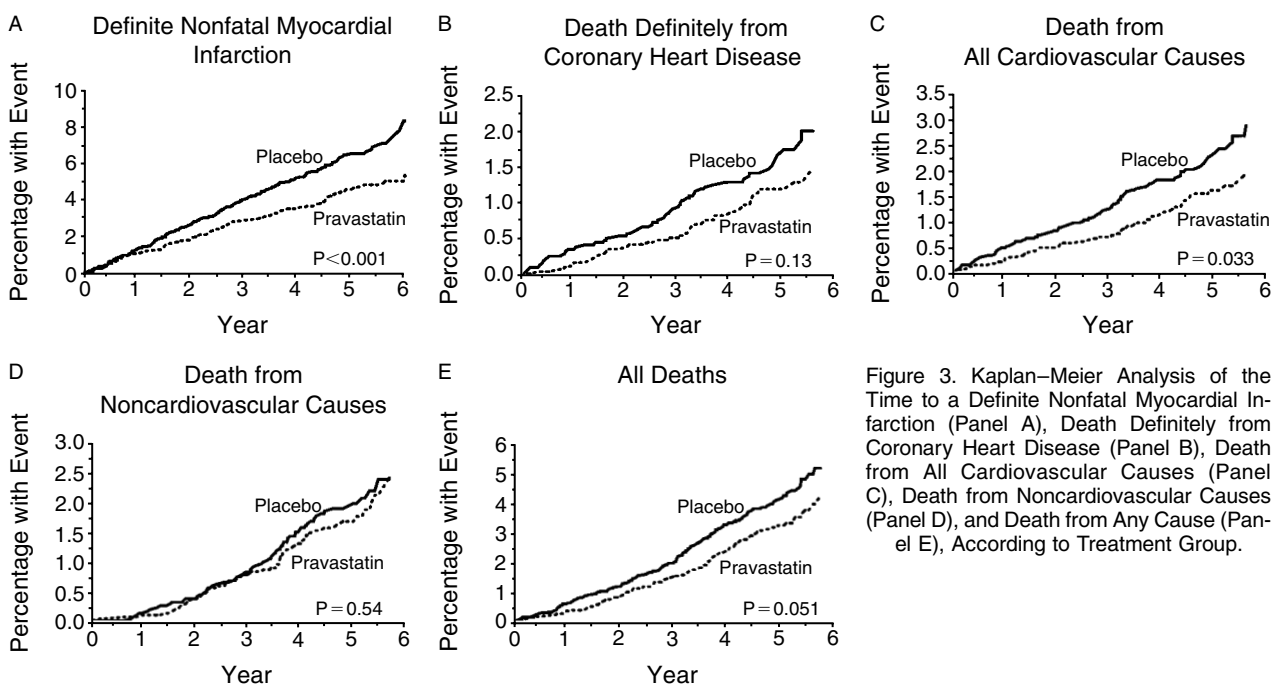 A
Definite Nonfatal Myocardial
Infarction
Percentage with Event
10
8
6
4
2
0
Placebo
Pravastatin
P<0.001
0 1 2 3 4 5 6
Year
B
Death Definitely from
Coronary Heart Disease
Percentage with Event
2.5
2.0
1.5
1.0
0.5
0.0
Placebo
Pravastatin
P=0.13
0 1 2 3 4 5 6
Year
C
Death from
All Cardiovascular Causes
Percentage with Event
3.5
3.0
2.5
2.0
1.5
1.0
0.5
0.0
Placebo
Pravastatin
P=0.033
0 1 2 3 4 5 6
Year
D
Death from
Noncardiovascular Causes
Percentage with Event
3.0
2.5
2.0
1.5
1.0
0.5
0.0
Placebo
Pravastatin
P=0.54
0 1 2 3 4 5 6
Year
E
All Deaths
Percentage with Event
6
5
4
3
2
1
0
Placebo
Pravastatin
P=0.051
0 1 2 3 4 5 6
Year
Figure 3. Kaplan–Meier Analysis of the
Time to a Definite Nonfatal Myocardial In-
farction (Panel A), Death Definitely from
Coronary Heart Disease (Panel B), Death
from All Cardiovascular Causes (Panel
C), Death from Noncardiovascular Causes
(Panel D), and Death from Any Cause (Pan-
el E), According to Treatment Group.